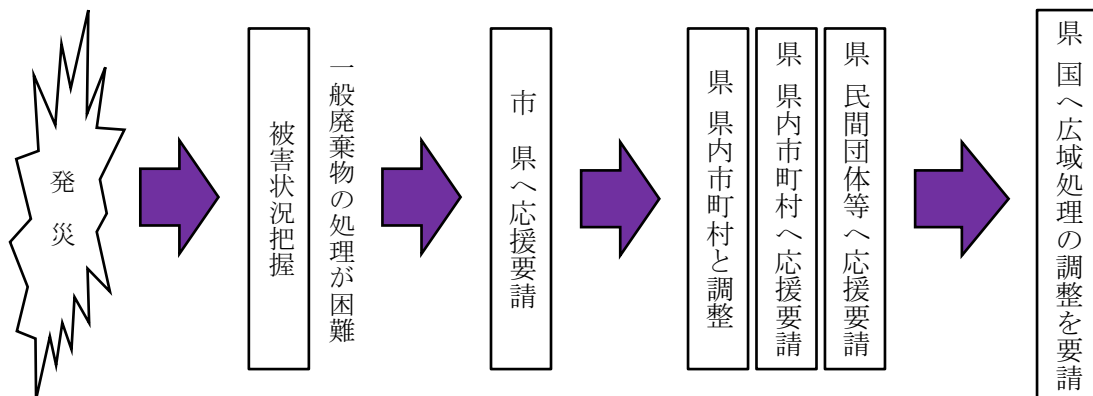 発災
被害状況把握
一般廃棄物の処理が困難
市 県へ応援要請
県 県内市町村と調整
県 県内市町村へ応援要請
県 民間団体等へ応援要請
県 国へ広域処理の調整を要請